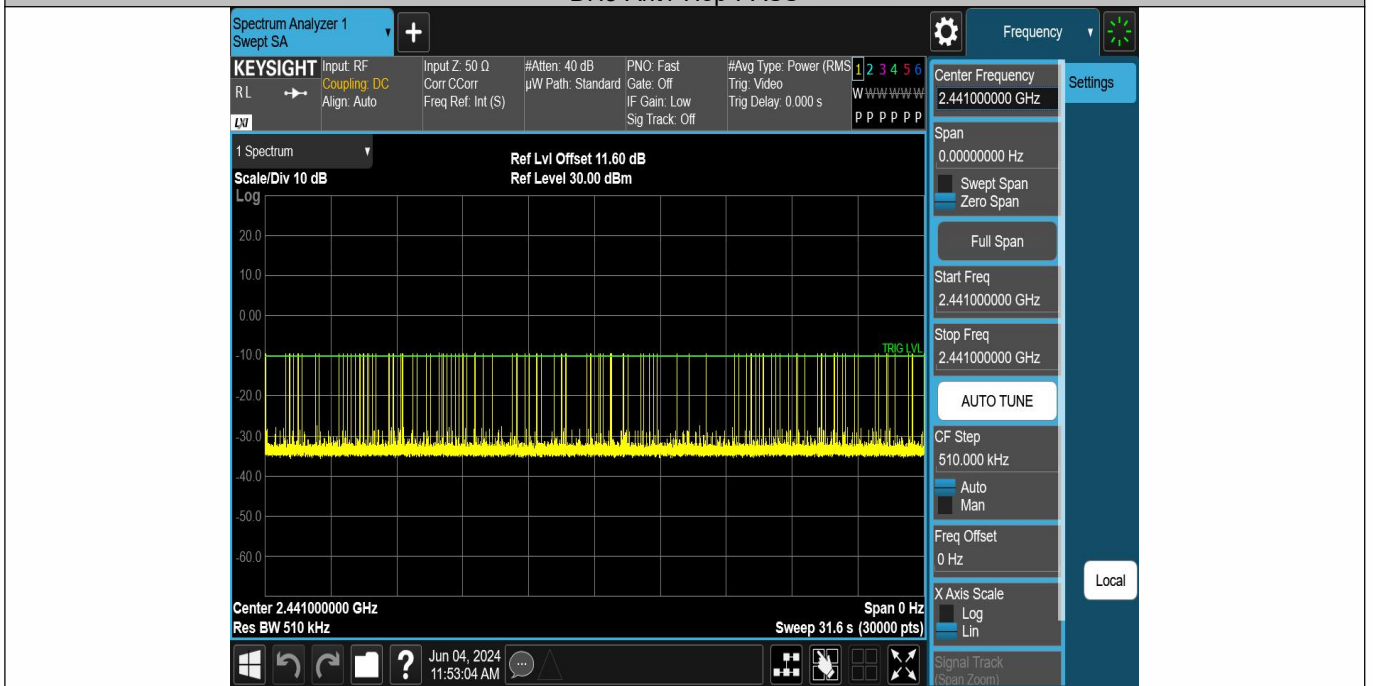 Spectrum Analyzer 1
Swept SA
+
Frequency
KEYSIGHT
RL
LXI
Input: RF
Coupling: DC
Align: Auto
Input Z: 50 Ω
Corr CCorr
Freq Ref: Int (S)
#Atten: 40 dB
µW Path: Standard
PNO: Fast
Gate: Off
IF Gain: Low
Sig Track: Off
#Avg Type: Power (RMS
Trig: Video
Trig Delay: 0.000 s
1 2 3 4 5 6
W W W W W W
P P P P P P
1 Spectrum
Scale/Div 10 dB
Ref Lvl Offset 11.60 dB
Ref Level 30.00 dBm
Log
20.0
10.0
0.00
-10.0
-20.0
-30.0
-40.0
-50.0
-60.0
TRIG LVL
Center 2.441000000 GHz
Res BW 510 kHz
Span 0 Hz
Sweep 31.6 s (30000 pts)
Center Frequency
2.441000000 GHz
Settings
Span
0.00000000 Hz
Swept Span
Zero Span
Full Span
Start Freq
2.441000000 GHz
Stop Freq
2.441000000 GHz
AUTO TUNE
CF Step
510.000 kHz
Auto
Man
Freq Offset
0 Hz
X Axis Scale
Log
Lin
Signal Track
(Span Zoom)
Local
?
Jun 04, 2024
11:53:04 AM